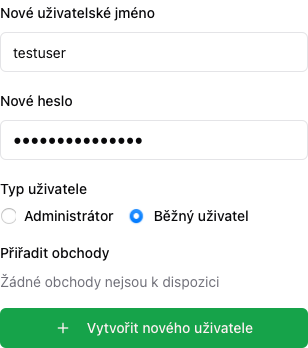 Nové uživatelské jméno
testuser
Nové heslo
•••••••••••••••
Typ uživatele
Administrátor Běžný uživatel
Přiřadit obchody
Žádné obchody nejsou k dispozici
+ Vytvořit nového uživatele